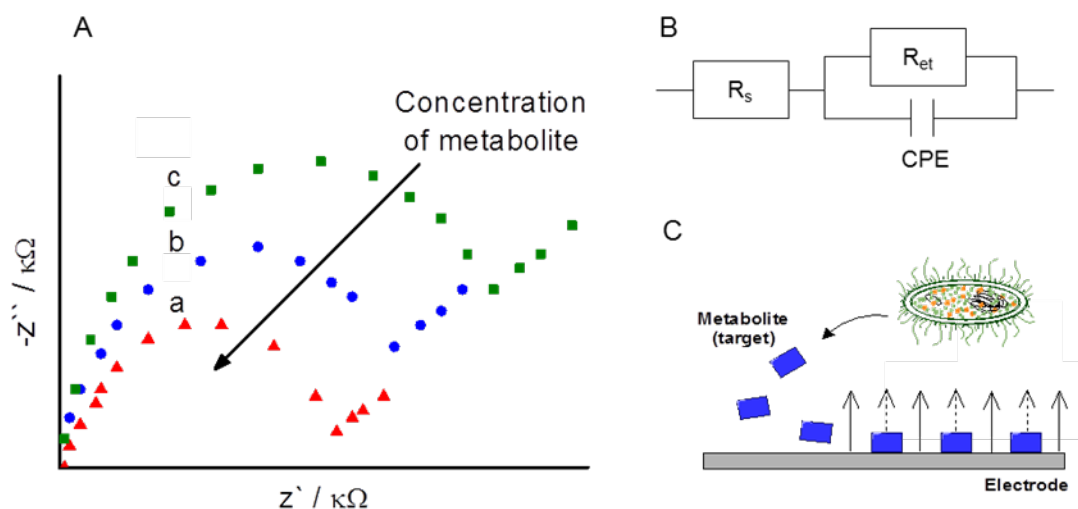 A
Concentration
of metabolite
c
b
a
-z`` / κΩ
z` / κΩ
B
Rs
Ret
CPE
C
Metabolite
(target)
Electrode